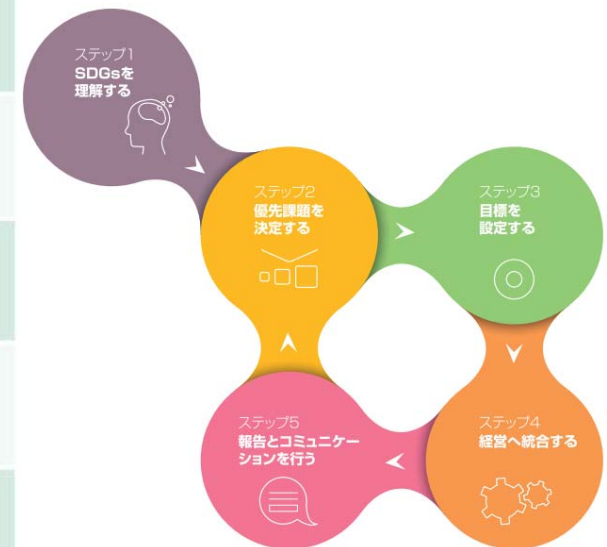 ステップ1
SDGsを
理解する
ステップ2
優先課題を
決定する
ステップ3
目標を
設定する
ステップ4
経営へ統合する
ステップ5
報告とコミュニケー
ションを行う